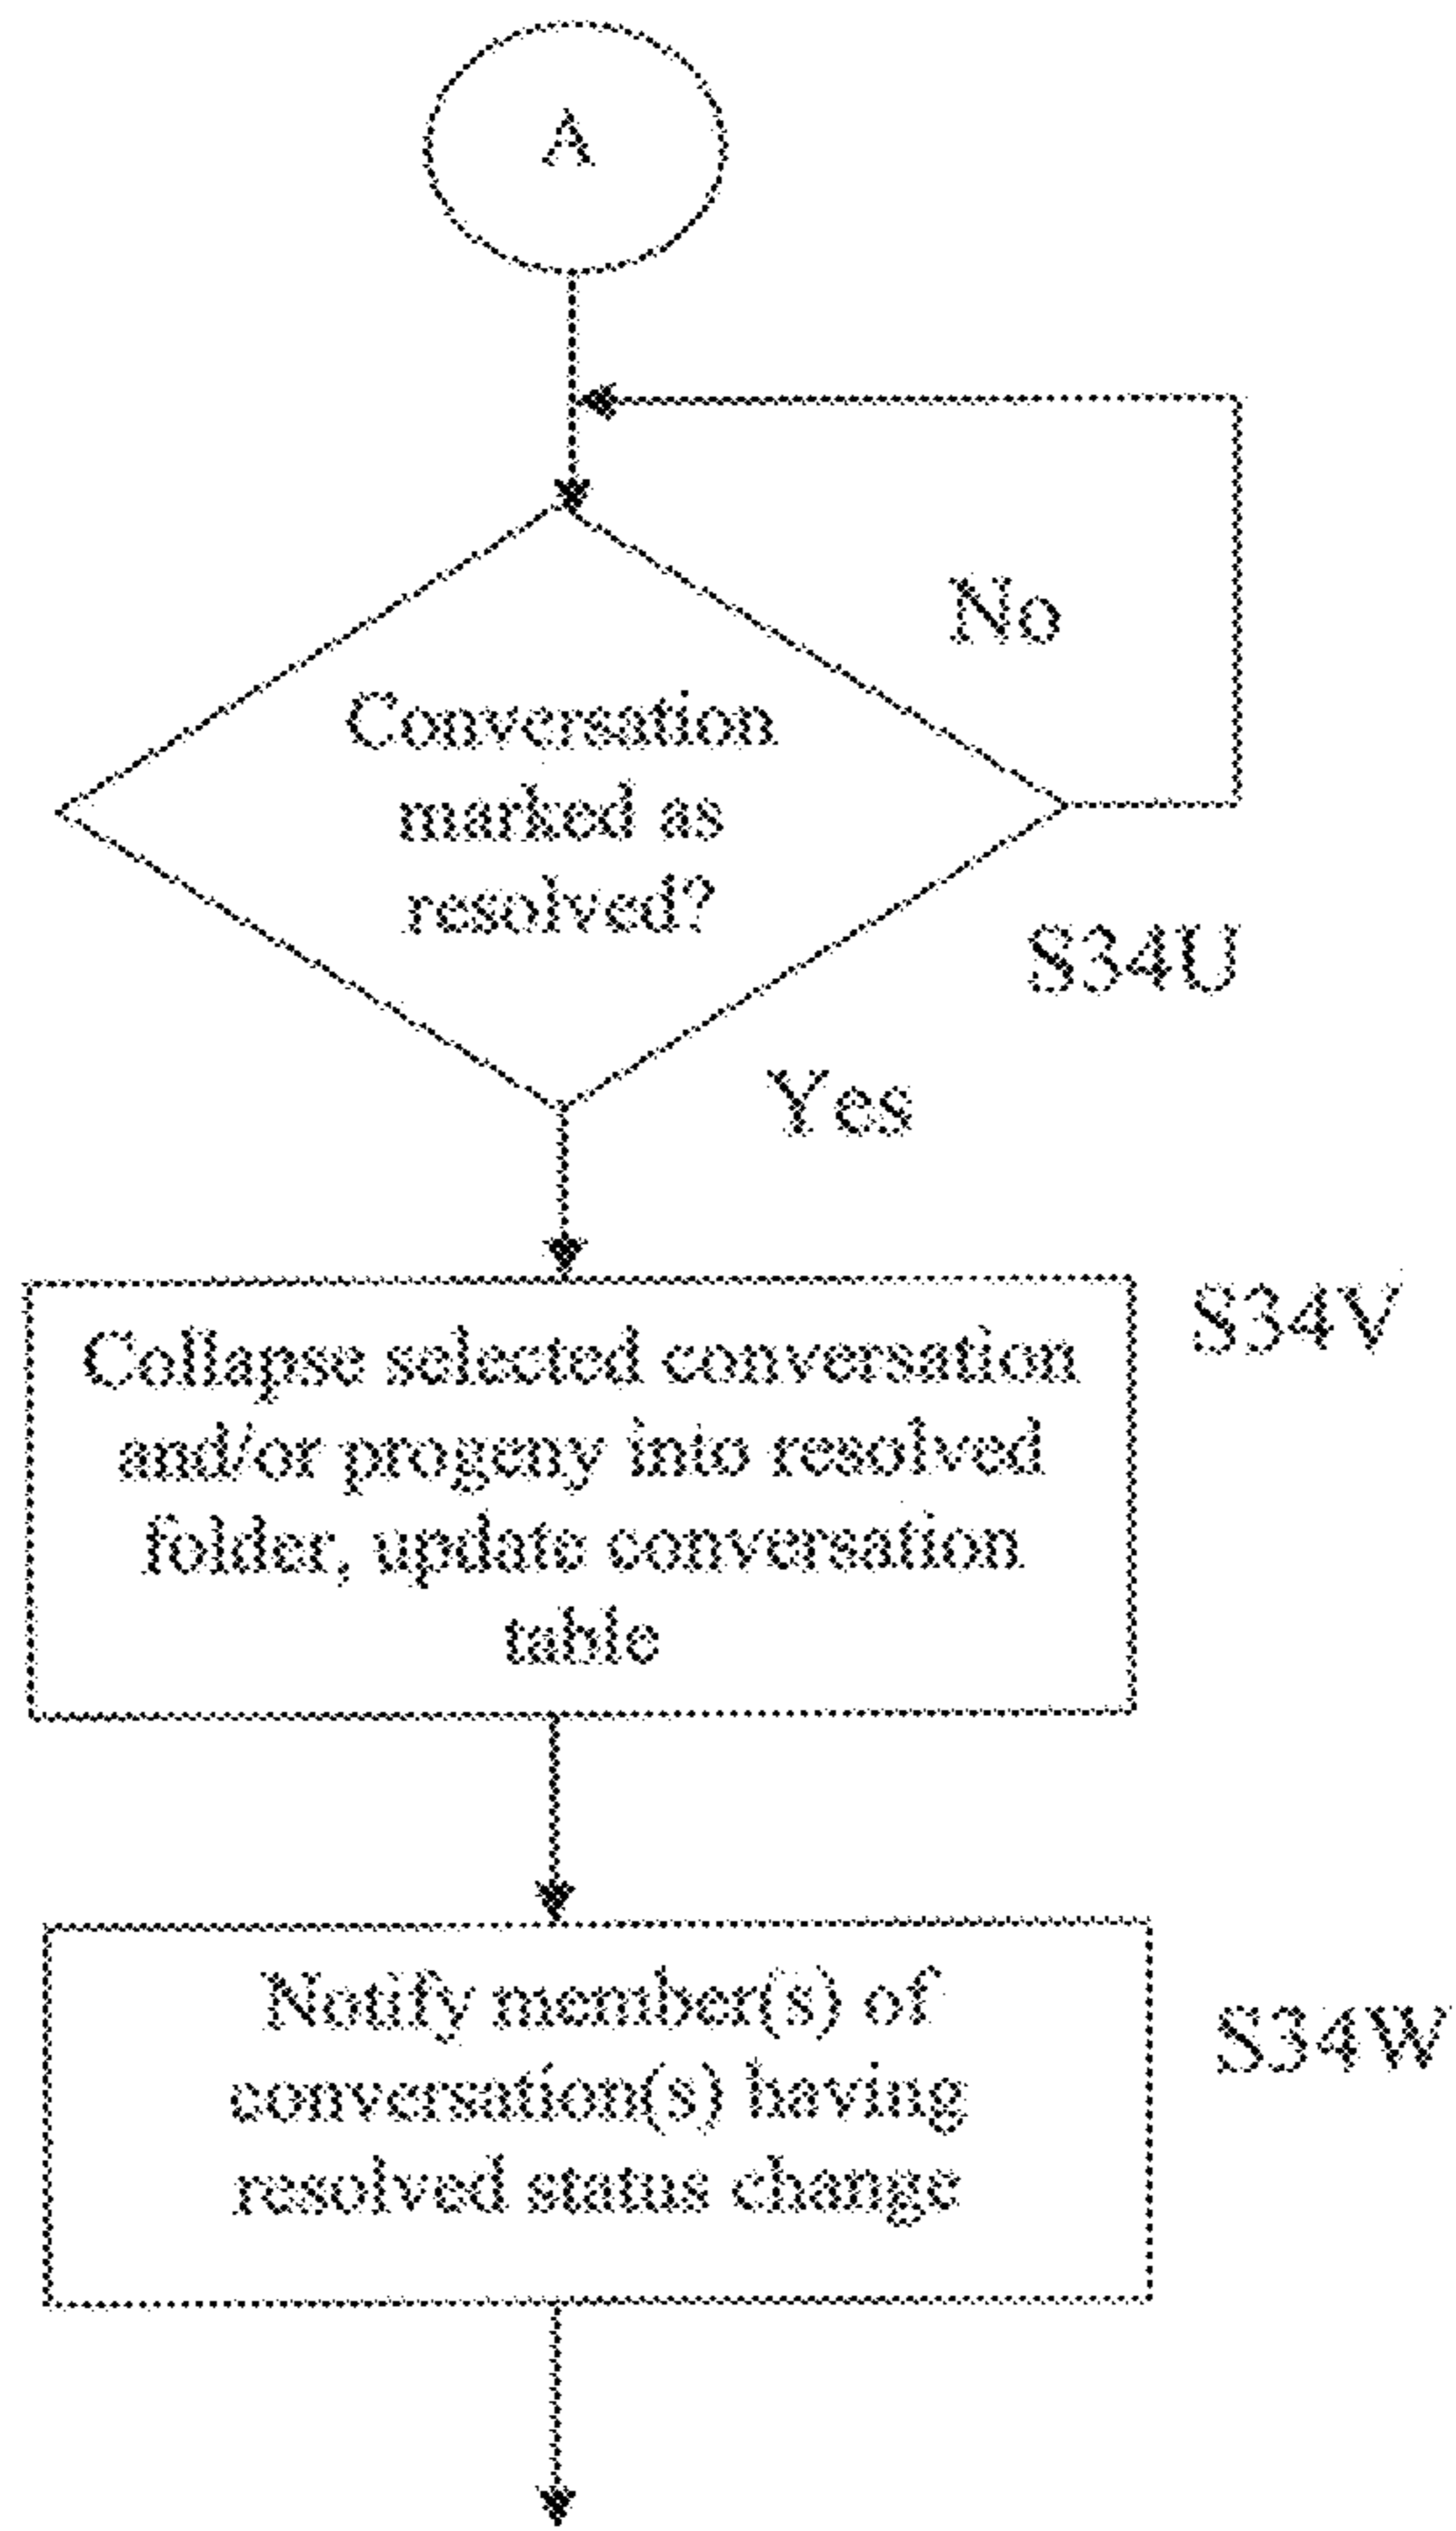 A
No
Conversation
marked as
resolved?
S34U
Yes
S34V
Collapse selected conversation
and/or progeny into resolved
folder, update conversation
table
Notify member(s) of
S34W
conversation(s) having
resolved status change